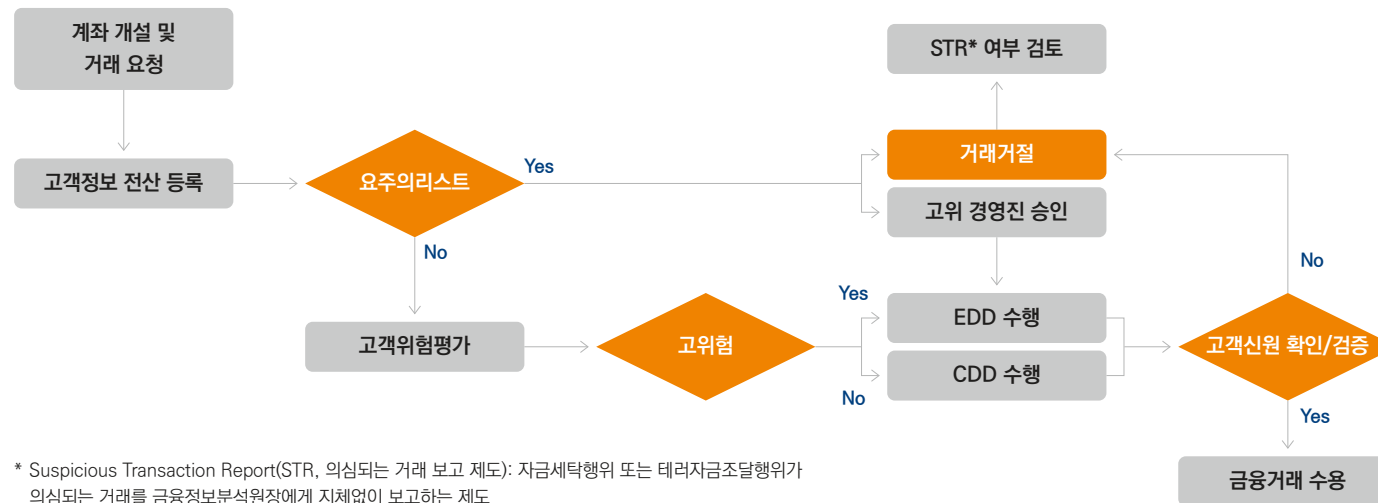 계좌 개설 및
거래 요청
STR* 여부 검토
거래거절
고객정보 전산 등록
요주의리스트
Yes
고위 경영진 승인
No
No
Yes
EDD 수행
고객위험평가
고위험
고객신원 확인/검증
CDD 수행
No
Yes
* Suspicious Transaction Report(STR, 의심되는 거래 보고 제도): 자금세탁행위 또는 테러자금조달행위가
의심되는 거래를 금융정보분석원장에게 지체없이 보고하는 제도
금융거래 수용